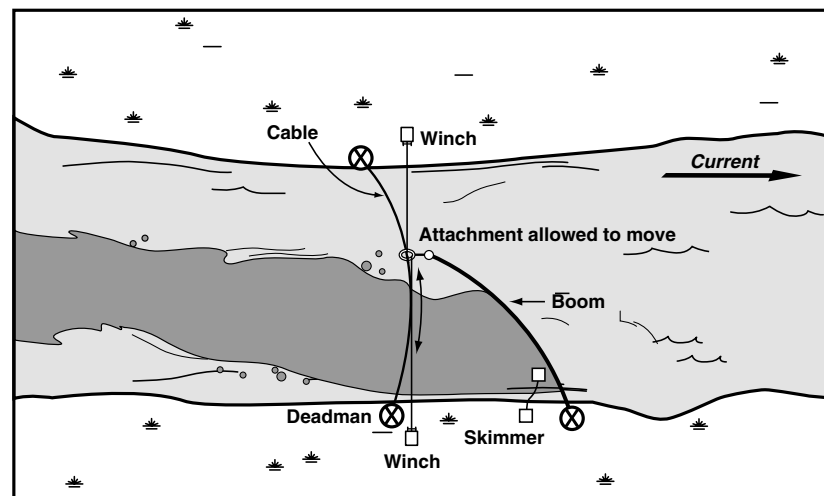 Cable
Winch
Current
Attachment allowed to move
Boom
Deadman
Skimmer
Winch